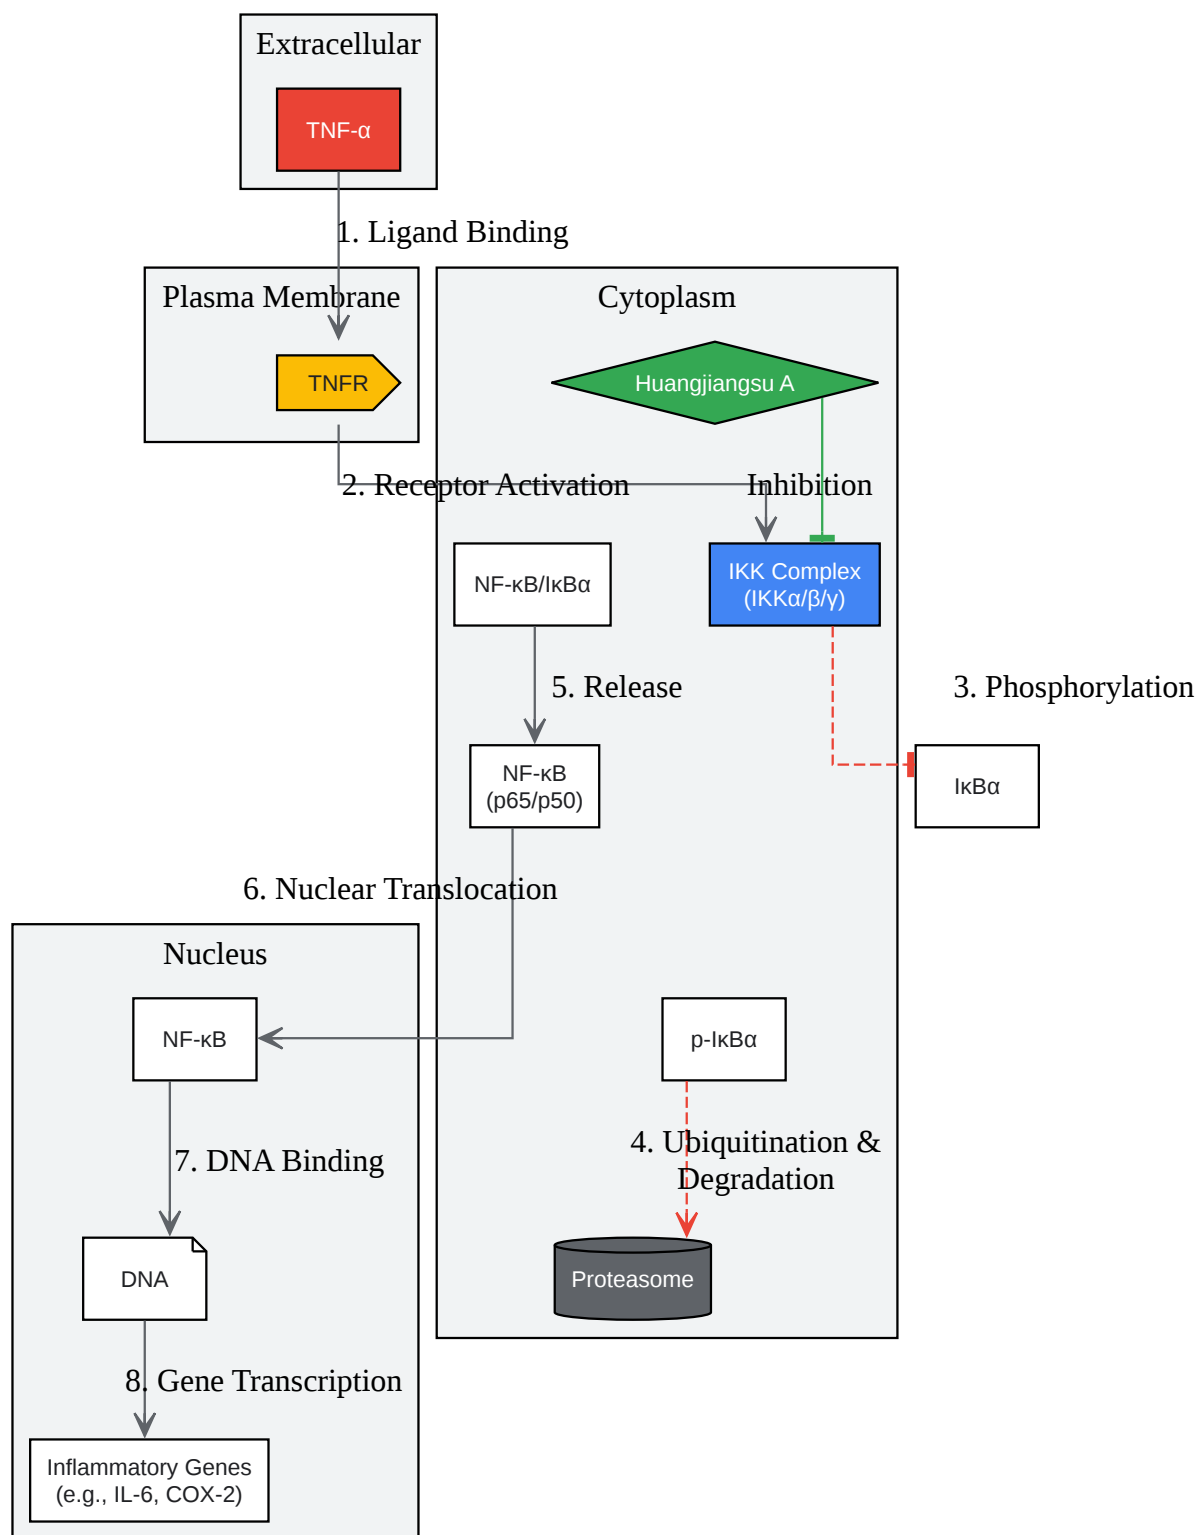 Extracellular
TNF-α
1. Ligand Binding
Plasma Membrane
Cytoplasm
TNFR
Huangjiangsu A
2. Receptor Activation
Inhibition
NF-κB/IκBα
IKK Complex
(IKKα/β/γ)
5. Release
3. Phosphorylation
NF-κB
(p65/p50)
IκBα
6. Nuclear Translocation
Nucleus
NF-κB
p-IκBα
7. DNA Binding
4. Ubiquitination &
Degradation
DNA
Proteasome
8. Gene Transcription
Inflammatory Genes
(e.g., IL-6, COX-2)